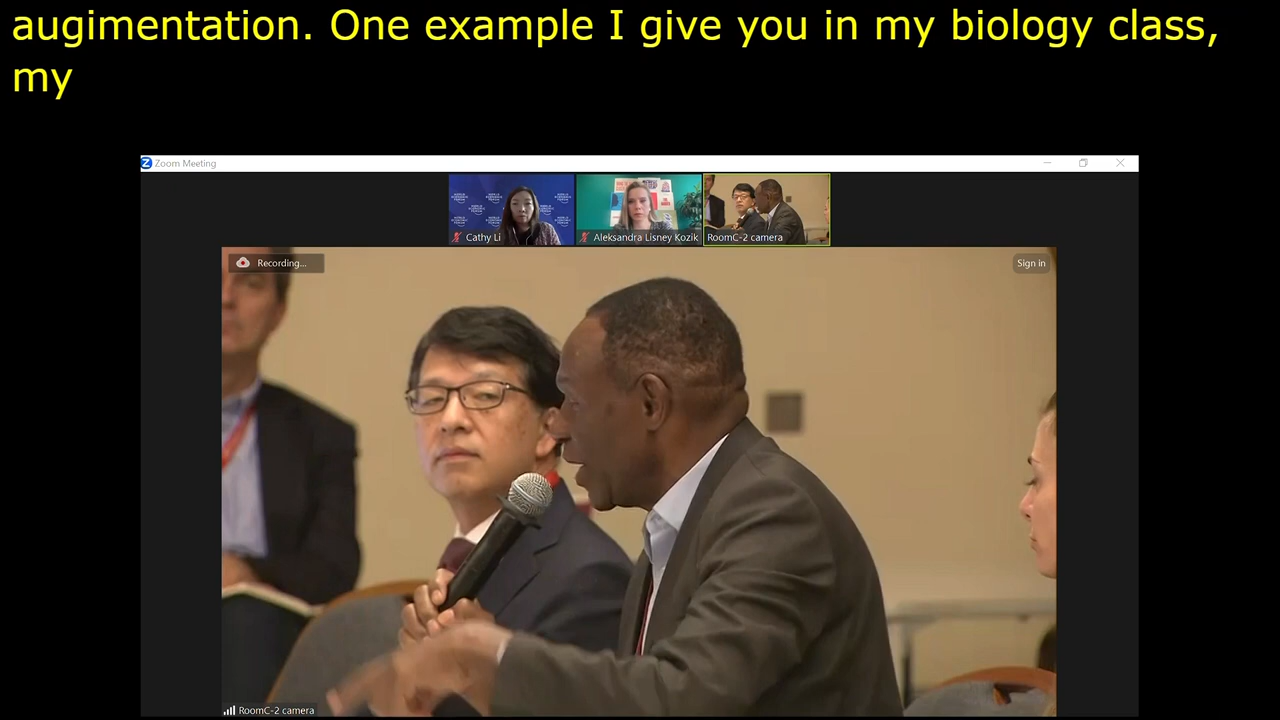 augimentation. One example I give you in my biology class,
my
Zoom Meeting
Cathy Li
Aleksandra Lisney Kozik
RoomC-2 camera
Recording...
Sign in
RoomC-2 camera